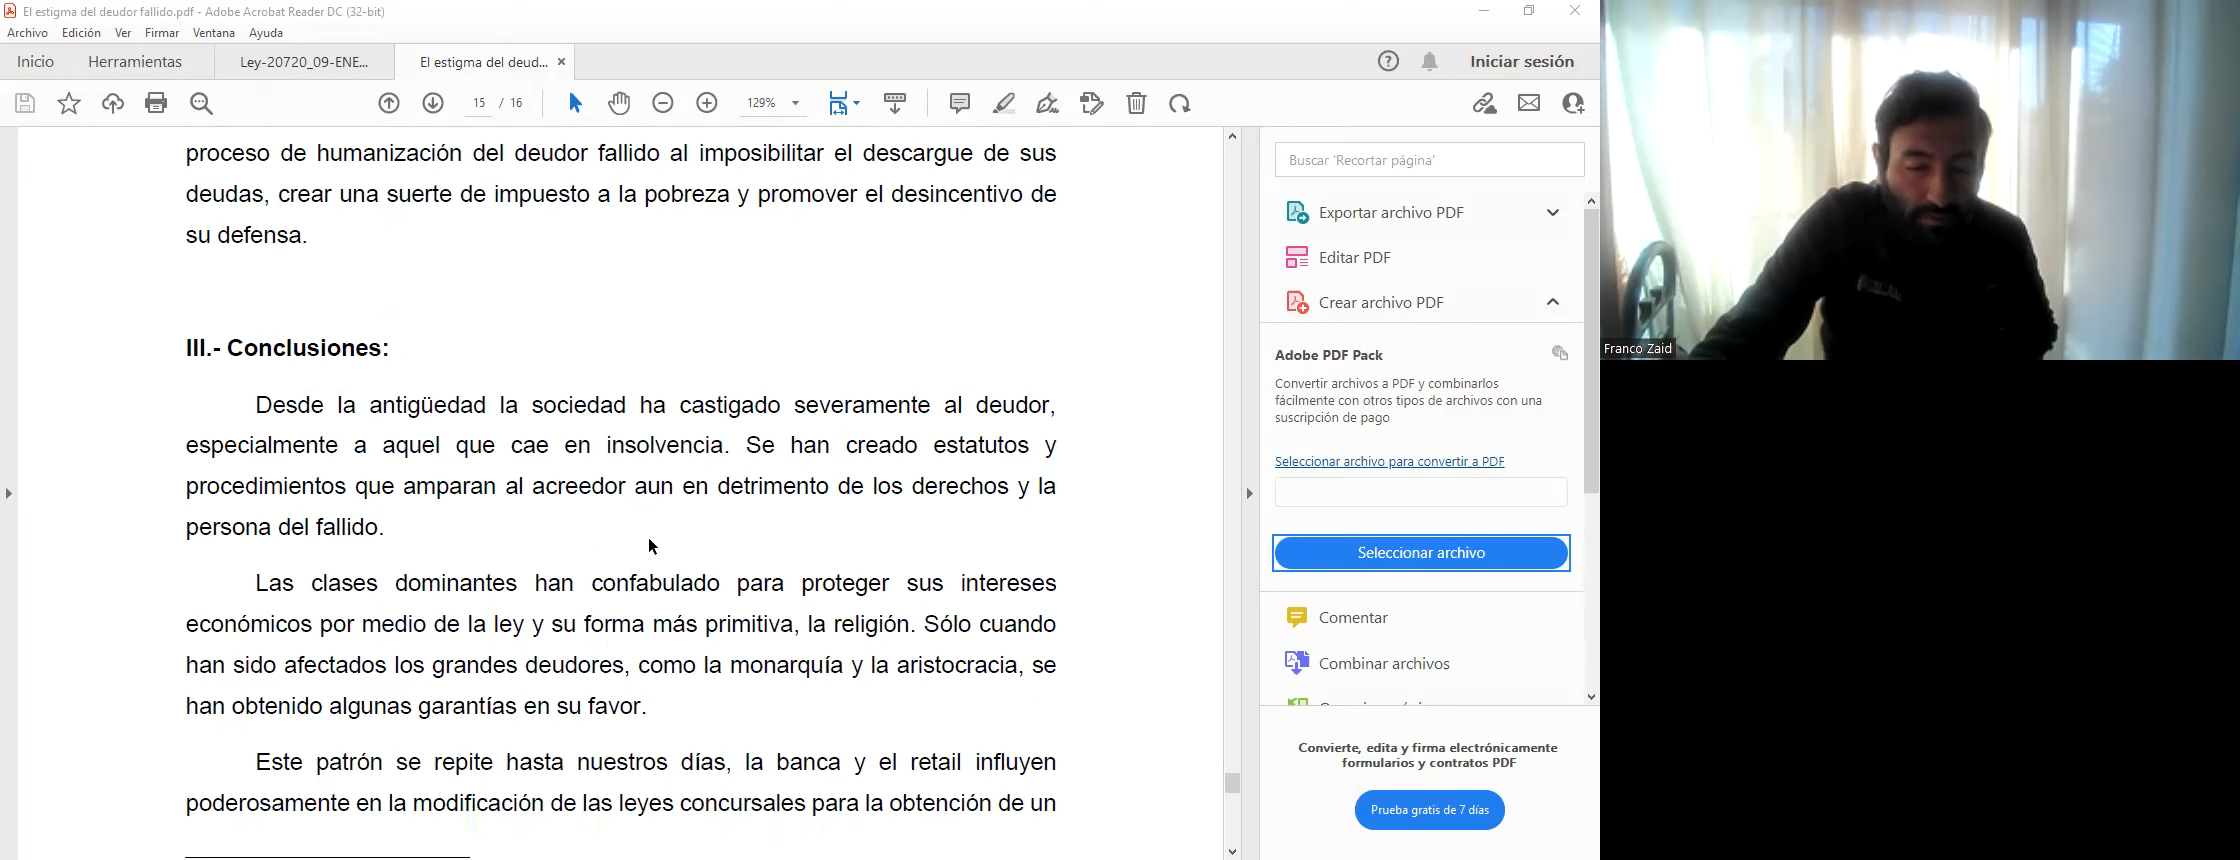 El estigma del deudor fallido.pdf - Adobe Acrobat Reader DC (32-bit)
Archivo Edición Ver Firmar Ventana Ayuda
Inicio Herramientas Ley-20720_09-ENE... El estigma del deud... Iniciar sesión
15 / 16 129%
proceso de humanización del deudor fallido al imposibilitar el descargue de sus
deudas, crear una suerte de impuesto a la pobreza y promover el desincentivo de
su defensa.
III.- Conclusiones:
Desde la antigüedad la sociedad ha castigado severamente al deudor,
especialmente a aquel que cae en insolvencia. Se han creado estatutos y
procedimientos que amparan al acreedor aun en detrimento de los derechos y la
persona del fallido.
Las clases dominantes han confabulado para proteger sus intereses
económicos por medio de la ley y su forma más primitiva, la religión. Sólo cuando
han sido afectados los grandes deudores, como la monarquía y la aristocracia, se
han obtenido algunas garantías en su favor.
Este patrón se repite hasta nuestros días, la banca y el retail influyen
poderosamente en la modificación de las leyes concursales para la obtención de un
Buscar 'Recortar página'
Exportar archivo PDF
Editar PDF
Crear archivo PDF
Adobe PDF Pack
Convertir archivos a PDF y combinarlos
fácilmente con otros tipos de archivos con una
suscripción de pago
Seleccionar archivo para convertir a PDF
Seleccionar archivo
Comentar
Combinar archivos
Convierte, edita y firma electrónicamente
formularios y contratos PDF
Prueba gratis de 7 días
Franco Zaid